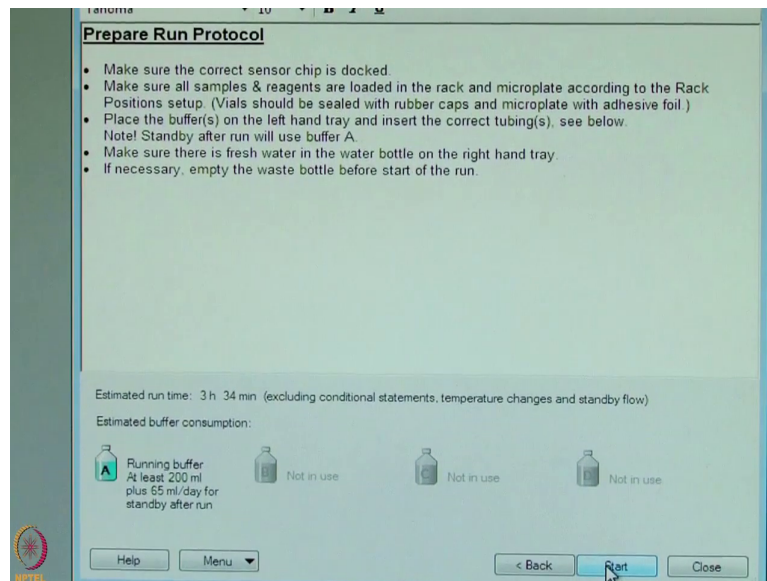 Tahoma 10 B I U
Prepare Run Protocol
• Make sure the correct sensor chip is docked.
• Make sure all samples & reagents are loaded in the rack and microplate according to the Rack
Positions setup. (Vials should be sealed with rubber caps and microplate with adhesive foil.)
• Place the buffer(s) on the left hand tray and insert the correct tubing(s), see below.
Note! Standby after run will use buffer A.
• Make sure there is fresh water in the water bottle on the right hand tray.
• If necessary, empty the waste bottle before start of the run.
Estimated run time: 3 h 34 min (excluding conditional statements, temperature changes and standby flow)
Estimated buffer consumption:
A
Running buffer
At least 200 ml
plus 65 ml/day for
standby after run
B
Not in use
C
Not in use
D
Not in use
Help
Menu
< Back
Start
Close
NPTEL